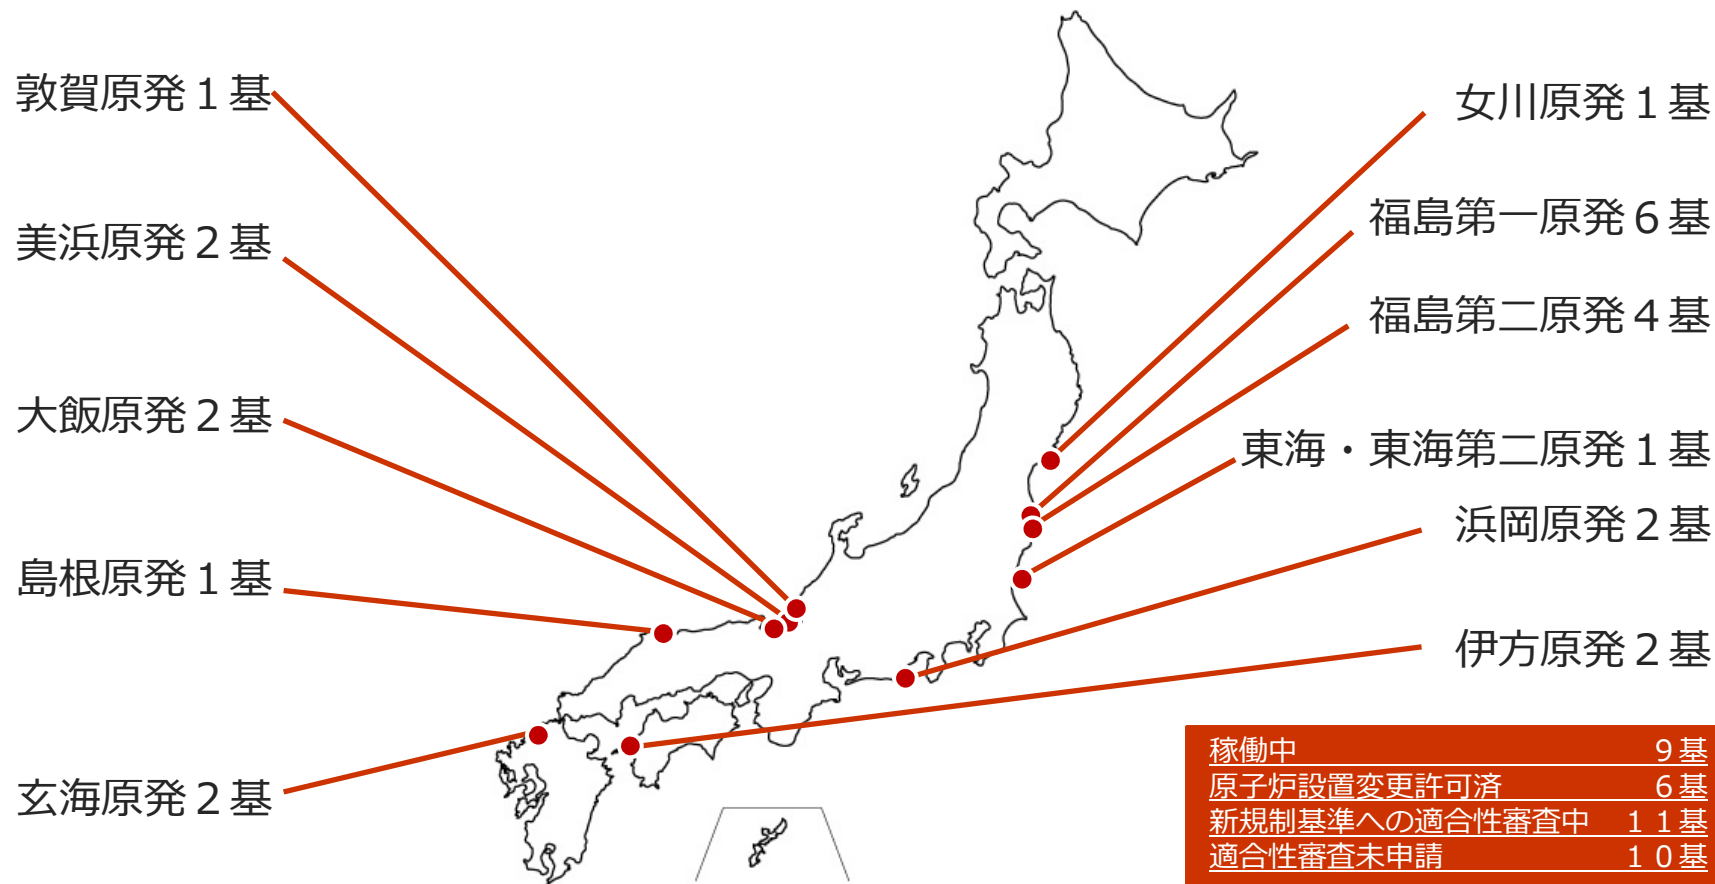 敦賀原発１基
美浜原発２基
大飯原発２基
島根原発１基
玄海原発２基
女川原発１基
福島第一原発６基
福島第二原発４基
東海・東海第二原発１基
浜岡原発２基
伊方原発２基
稼働中 ９基
原子炉設置変更許可済 ６基
新規制基準への適合性審査中 １１基
適合性審査未申請 １０基